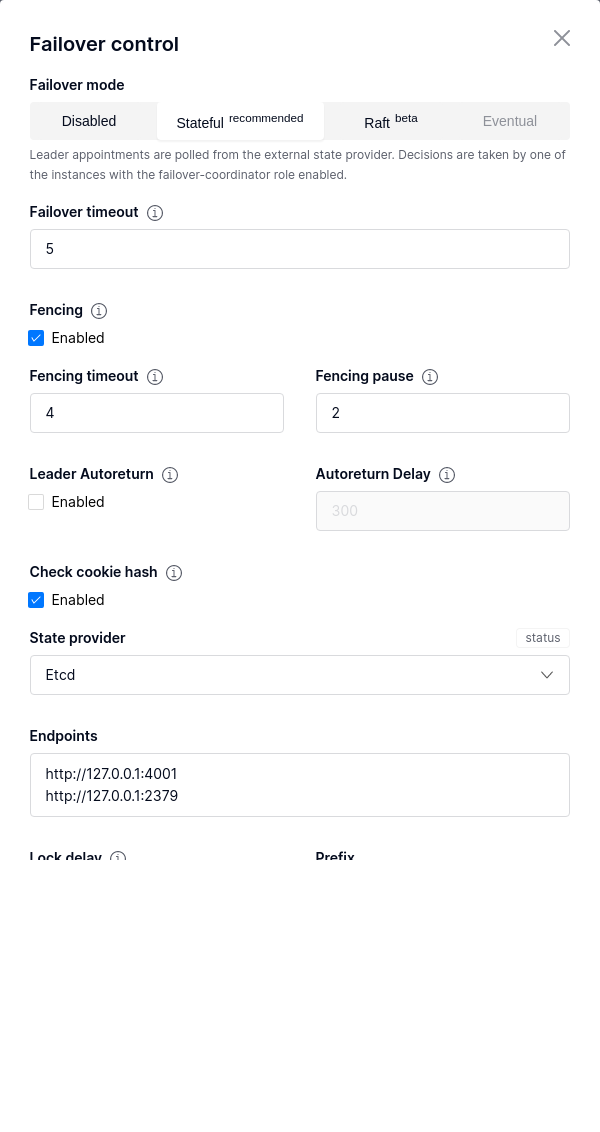 Failover control
Failover mode
Disabled
Stateful recommended
Raft beta
Eventual
Leader appointments are polled from the external state provider. Decisions are taken by one of
the instances with the failover-coordinator role enabled.
Failover timeout
5
Fencing
Enabled
Fencing timeout
Fencing pause
4
2
Leader Autoreturn
Autoreturn Delay
Enabled
300
Check cookie hash
Enabled
State provider
status
Etcd
Endpoints
http://127.0.0.1:4001
http://127.0.0.1:2379
Lock delay
Prefix